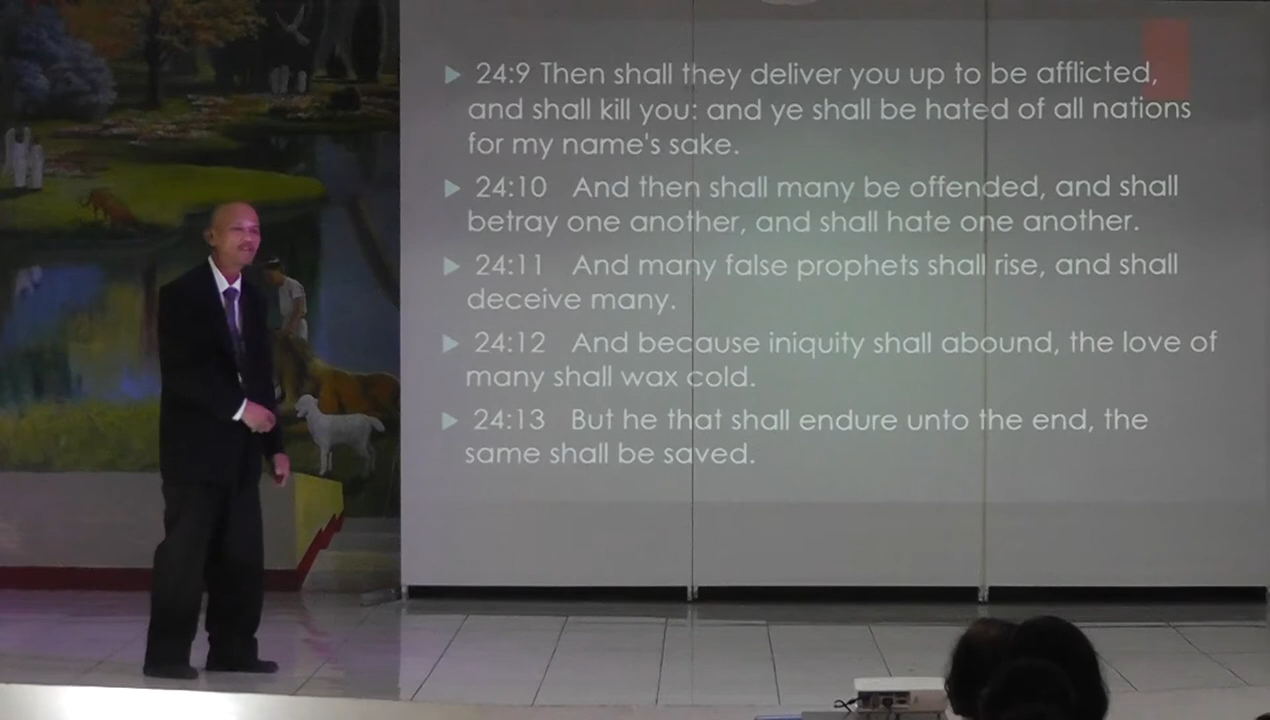 24:9 Then shall they deliver you up to be afflicted,
and shall kill you: and ye shall be hated of all nations
for my name's sake.
24:10 And then shall many be offended, and shall
betray one another, and shall hate one another.
24:11 And many false prophets shall rise, and shall
deceive many.
24:12 And because iniquity shall abound, the love of
many shall wax cold.
24:13 But he that shall endure unto the end, the
same shall be saved.